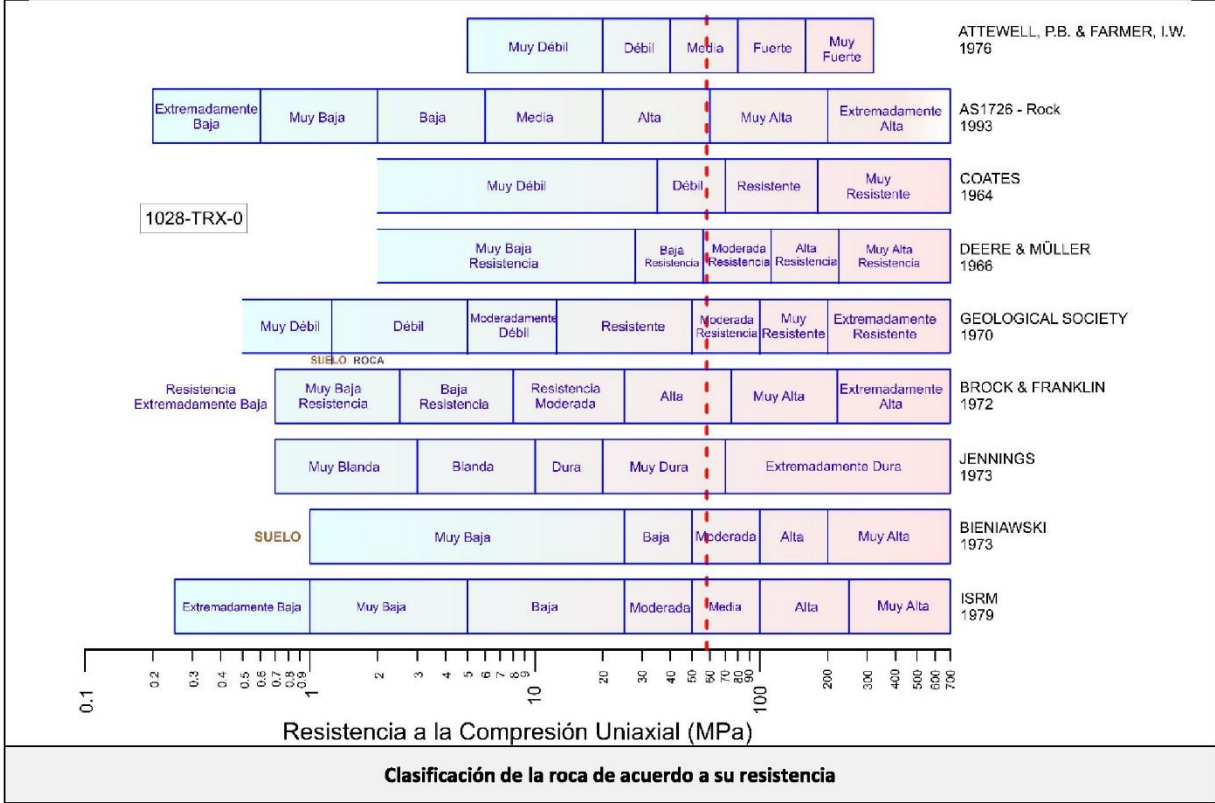 Muy Débil Débil Media Fuerte Muy
Fuerte
ATTEWELL, P.B. & FARMER, I.W.
1976
Extremadamente
Baja
Muy Baja
Baja
Media
Alta
Muy Alta
Extremadamente
Alta
AS1726 - Rock
1993
Muy Débil
Débil
Resistente
Muy
Resistente
COATES
1964
1028-TRX-0
Muy Baja
Resistencia
Baja
Resistencia
Moderada
Resistencia
Alta
Resistencia
Muy Alta
Resistencia
DEERE & MÜLLER
1966
Muy Débil
Débil
Moderadamente
Débil
Resistente
Moderada
Resistencia
Muy
Resistente
Extremadamente
Resistente
GEOLOGICAL SOCIETY
1970
SUELO ROCA
Resistencia
Extremadamente Baja
Muy Baja
Resistencia
Baja
Resistencia
Resistencia
Moderada
Alta
Muy Alta
Extremadamente
Alta
BROCK & FRANKLIN
1972
Muy Blanda
Blanda
Dura
Muy Dura
Extremadamente Dura
JENNINGS
1973
SUELO
Muy Baja
Baja
Moderada
Alta
Muy Alta
BIENIAWSKI
1973
Extremadamente Baja
Muy Baja
Baja
Moderada
Media
Alta
Muy Alta
ISRM
1979
0.1 0.2 0.3 0.4 0.5 0.6 0.7 0.8 0.9 1 2 3 4 5 6 7 8 9 10 20 30 40 50 60 70 80 90 100 200 300 400 500 600 700
Resistencia a la Compresión Uniaxial (MPa)
Clasificación de la roca de acuerdo a su resistencia